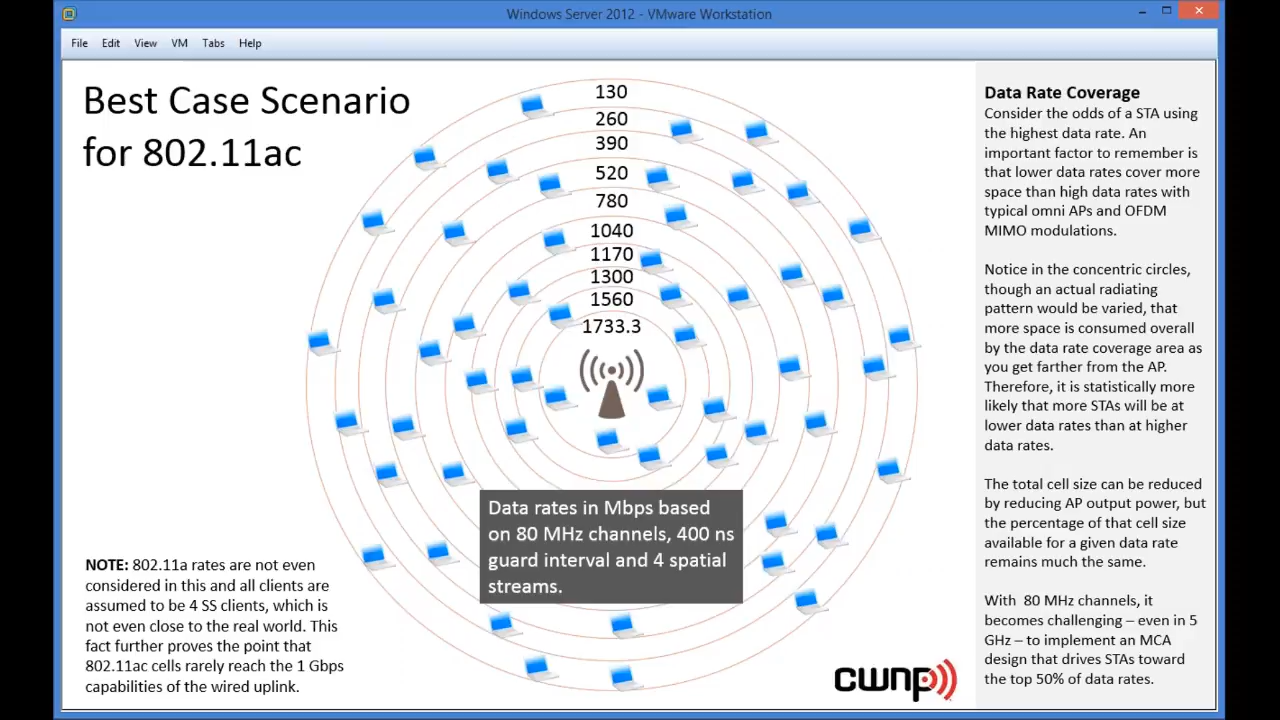 Windows Server 2012 - VMware Workstation
File Edit View VM Tabs Help
Best Case Scenario
for 802.11ac
130
260
390
520
780
1040
1170
1300
1560
1733.3
Data rates in Mbps based
on 80 MHz channels, 400 ns
guard interval and 4 spatial
streams.
NOTE: 802.11a rates are not even
considered in this and all clients are
assumed to be 4 SS clients, which is
not even close to the real world. This
fact further proves the point that
802.11ac cells rarely reach the 1 Gbps
capabilities of the wired uplink.
cwnp
Data Rate Coverage
Consider the odds of a STA using
the highest data rate. An
important factor to remember is
that lower data rates cover more
space than high data rates with
typical omni APs and OFDM
MIMO modulations.
Notice in the concentric circles,
though an actual radiating
pattern would be varied, that
more space is consumed overall
by the data rate coverage area as
you get farther from the AP.
Therefore, it is statistically more
likely that more STAs will be at
lower data rates than at higher
data rates.
The total cell size can be reduced
by reducing AP output power, but
the percentage of that cell size
available for a given data rate
remains much the same.
With 80 MHz channels, it
becomes challenging – even in 5
GHz – to implement an MCA
design that drives STAs toward
the top 50% of data rates.